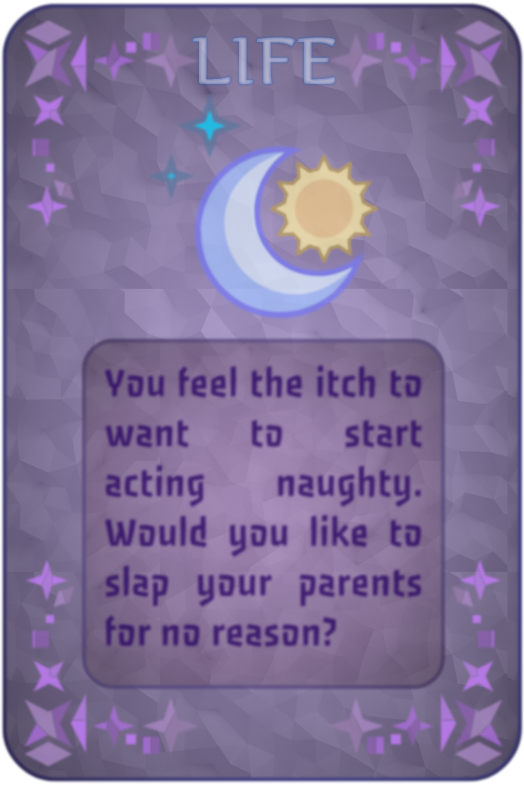 LIFE
You feel the itch to
want to start
acting naughty.
Would you like to
slap your parents
for no reason?